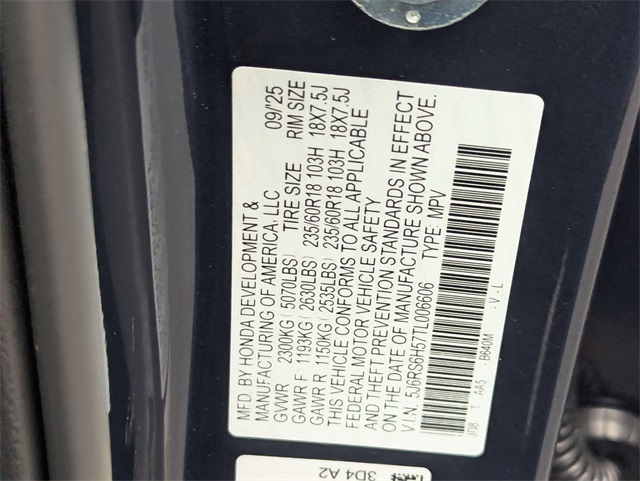 MFD. BY HONDA DEVELOPMENT &
MANUFACTURING OF AMERICA, LLC 09/'25
GVWR 2300KG( 5070LBS) TIRE SIZE RIM SIZE
GAWR F 1193KG( 2630LBS) 235/60R18 103H 18X7.5J
GAWR R 1150KG( 2535LBS) 235/60R18 103H 18X7.5J
THIS VEHICLE CONFORMS TO ALL APPLICABLE
FEDERAL MOTOR VEHICLE SAFETY
AND THEFT PREVENTION STANDARDS IN EFFECT
ON THE DATE OF MANUFACTURE SHOWN ABOVE.
V I N: 5J6RS6H571L006606 TYPE: MPV
T AA5 - B640M - V - L
3D4 A2